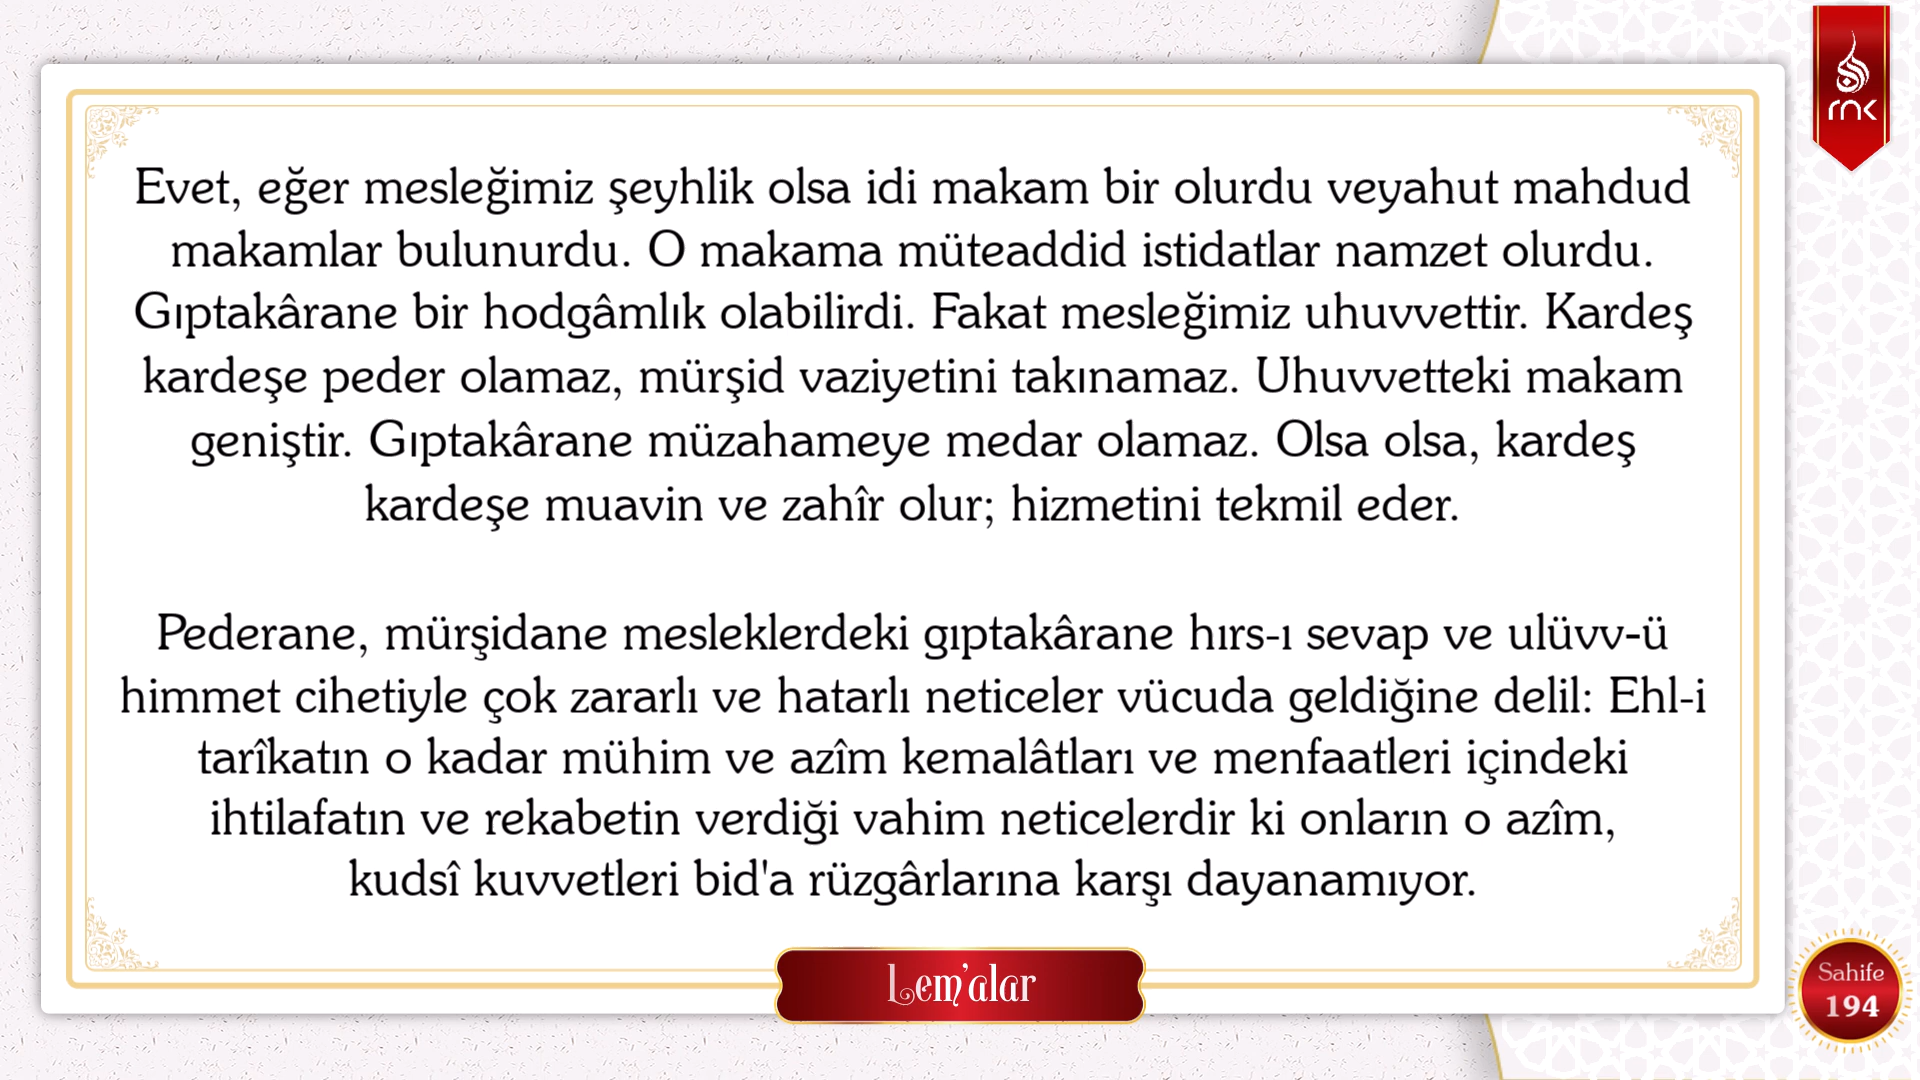 rnk
Evet, eğer mesleğimiz şeyhlik olsa idi makam bir olurdu veyahut mahdud
makamlar bulunurdu. O makama müteaddid istidatlar namzet olurdu.
Gıptakârane bir hodgâmlık olabilirdi. Fakat mesleğimiz uhuvvettir. Kardeş
kardeşe peder olamaz, mürşid vaziyetini takınamaz. Uhuvvetteki makam
geniştir. Gıptakârane müzahameye medar olamaz. Olsa olsa, kardeş
kardeşe muavin ve zahîr olur; hizmetini tekmil eder.
Pederane, mürşidane mesleklerdeki gıptakârane hırs-ı sevap ve ulüvv-ü
himmet cihetiyle çok zararlı ve hatarlı neticeler vücuda geldiğine delil: Ehl-i
tarîkatın o kadar mühim ve azîm kemalâtları ve menfaatleri içindeki
ihtilafatın ve rekabetin verdiği vahim neticelerdir ki onların o azîm,
kudsî kuvvetleri bid'a rüzgârlarına karşı dayanamıyor.
Lem'alar
Sahife
194